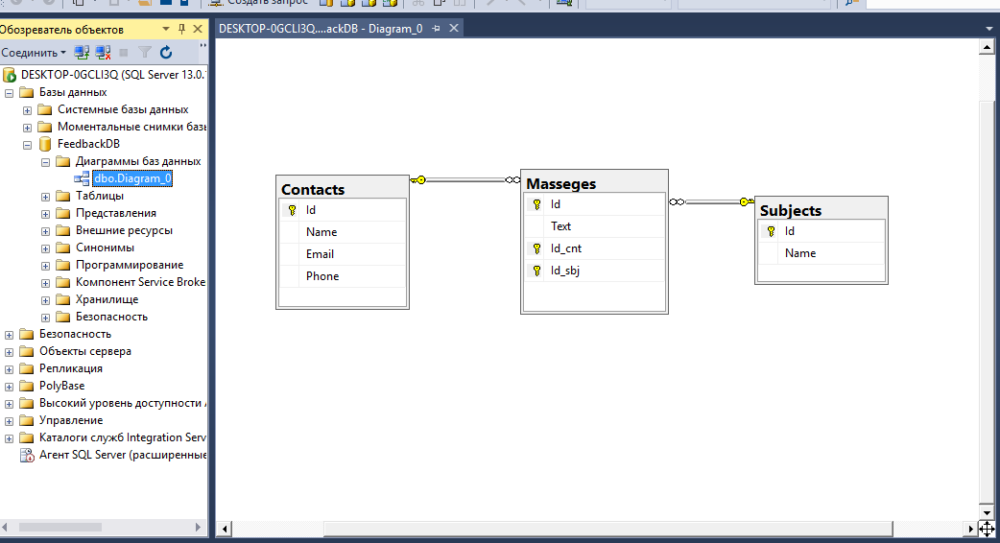 Создать запрос
Обозреватель объектов
Соединить
DESKTOP-0GCLI3Q (SQL Server 13.0.
Базы данных
Системные базы данных
Моментальные снимки базы
FeedbackDB
Диаграммы баз данных
dbo.Diagram_0
Таблицы
Представления
Внешние ресурсы
Синонимы
Программирование
Компонент Service Broke
Хранилище
Безопасность
Безопасность
Объекты сервера
Репликация
PolyBase
Высокий уровень доступности
Управление
Каталоги служб Integration Serv
Агент SQL Server (расширенные
DESKTOP-0GCLI3Q....ackDB - Diagram_0
Contacts
Id
Name
Email
Phone
Masseges
Id
Text
Id_cnt
Id_sbj
Subjects
Id
Name